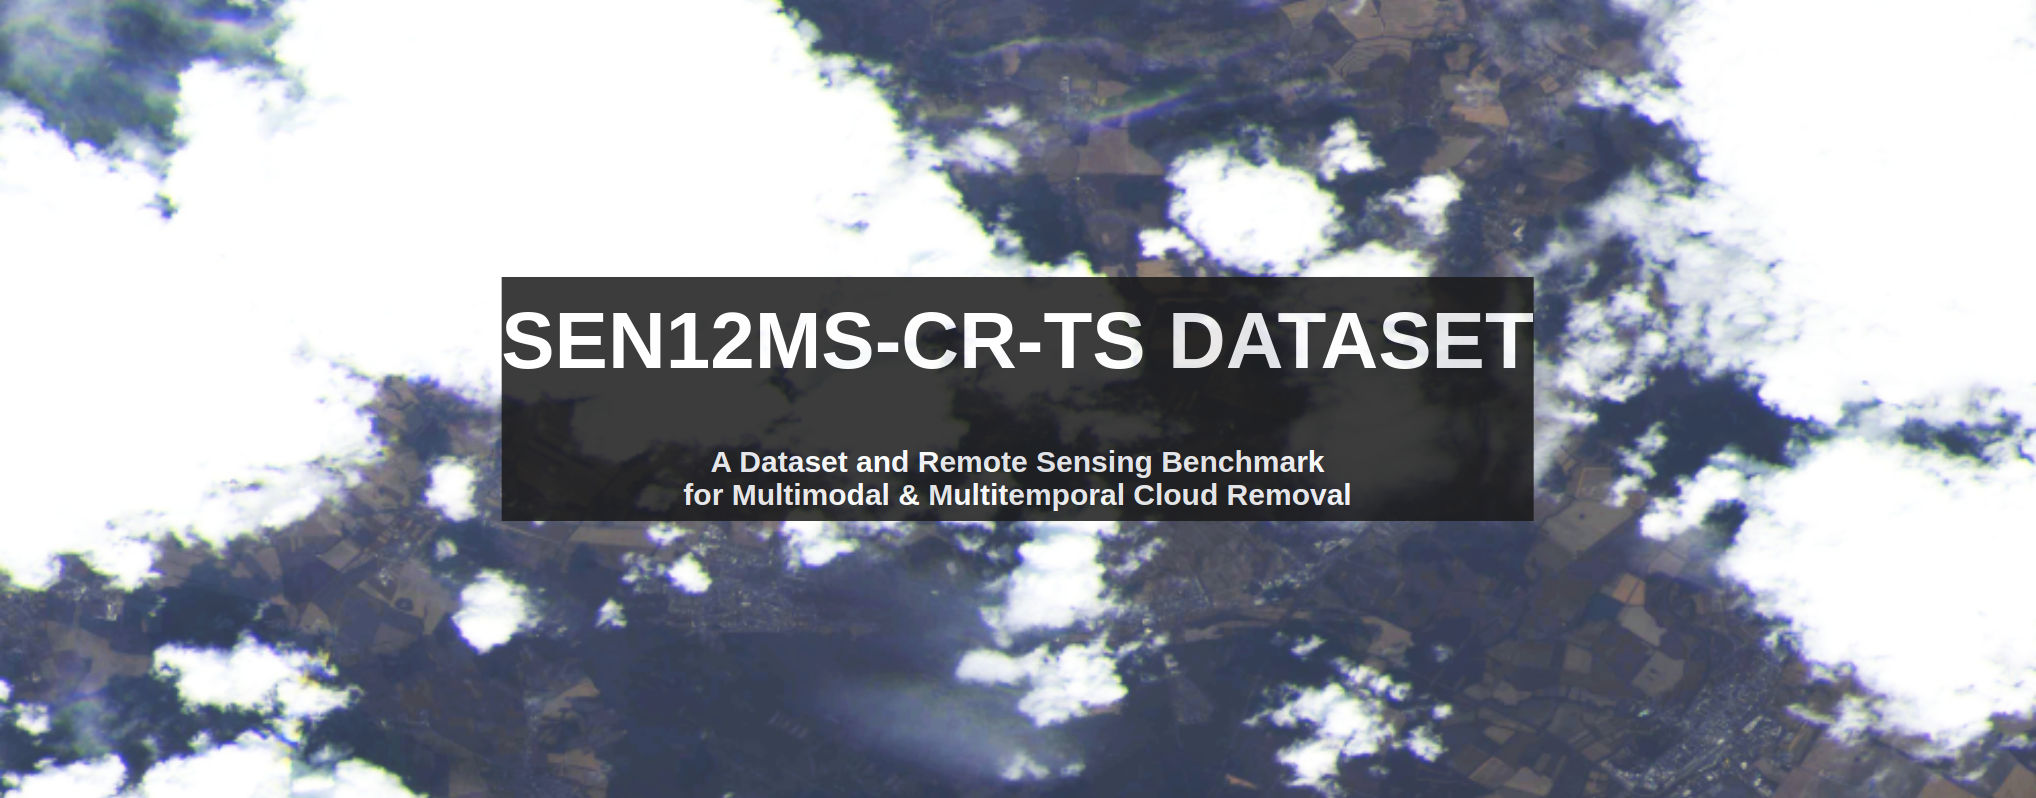 SEN12MS-CR-TS DATASET
A Dataset and Remote Sensing Benchmark
for Multimodal & Multitemporal Cloud Removal